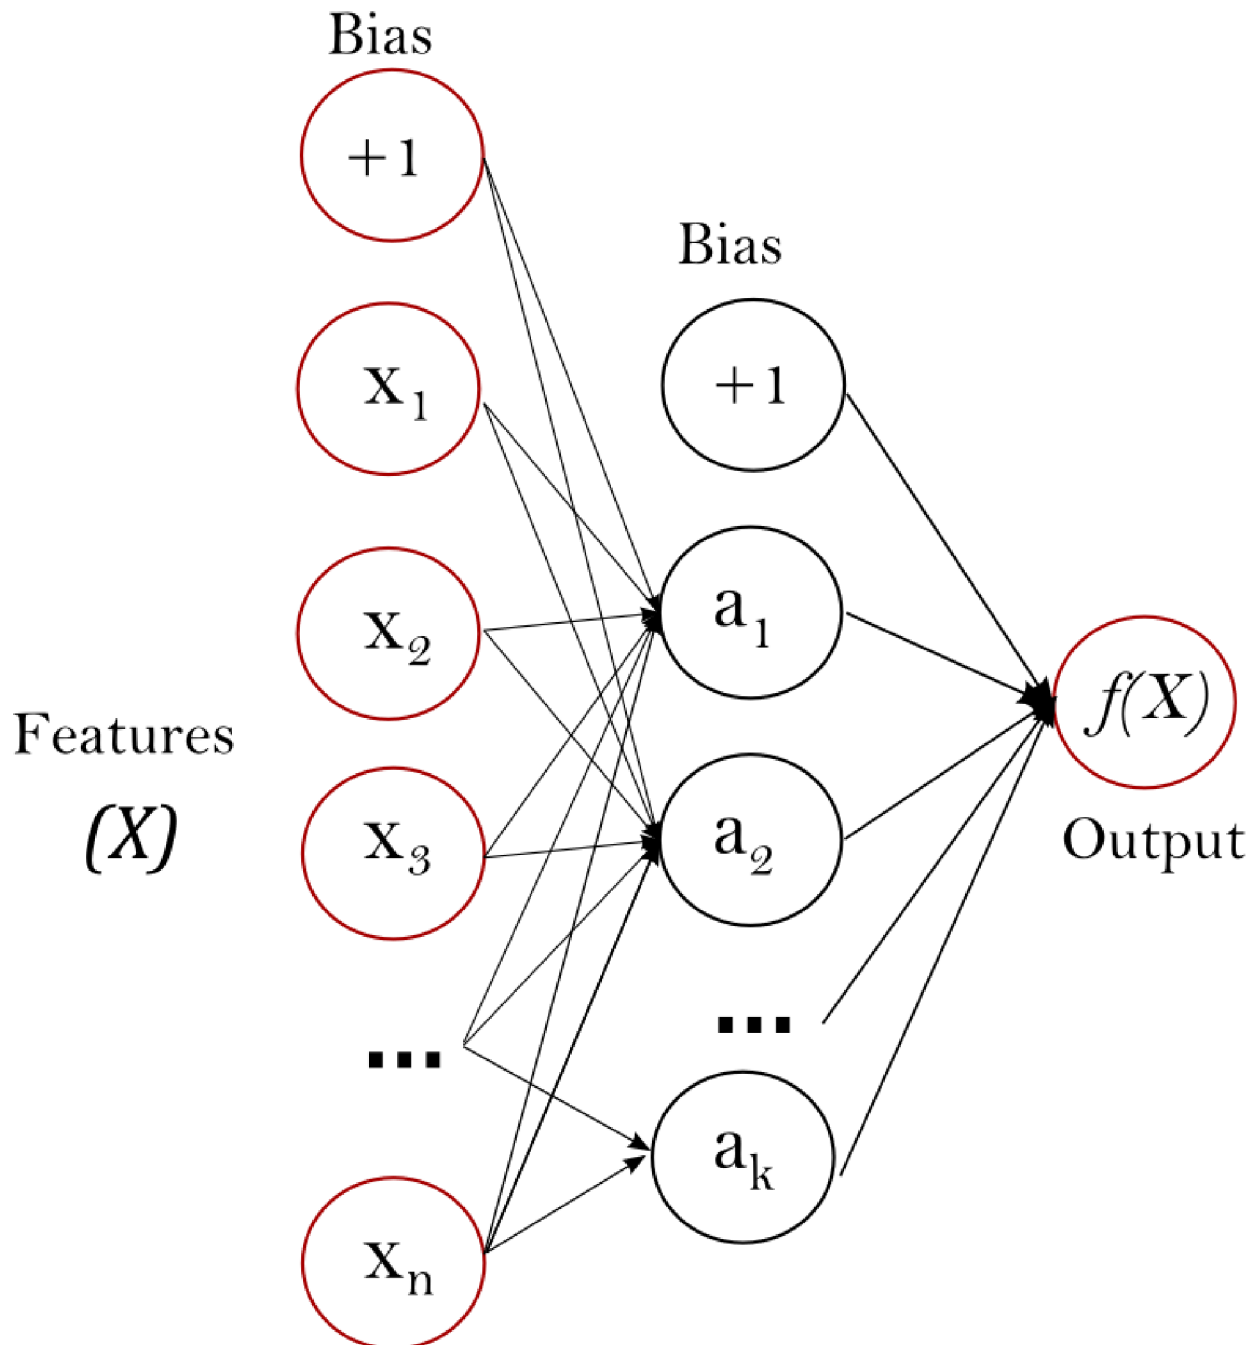 Bias
+1
x1
x2
x3
...
xn
Features
(X)
Bias
+1
a1
a2
...
ak
f(X)
Output